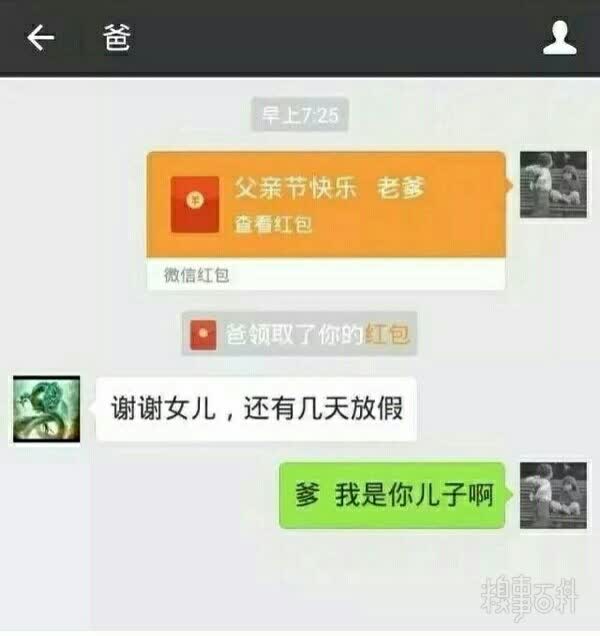 爸
早上7:25
父亲节快乐 老爹
查看红包
微信红包
爸领取了你的红包
谢谢女儿，还有几天放假
爹 我是你儿子啊
糗事百科